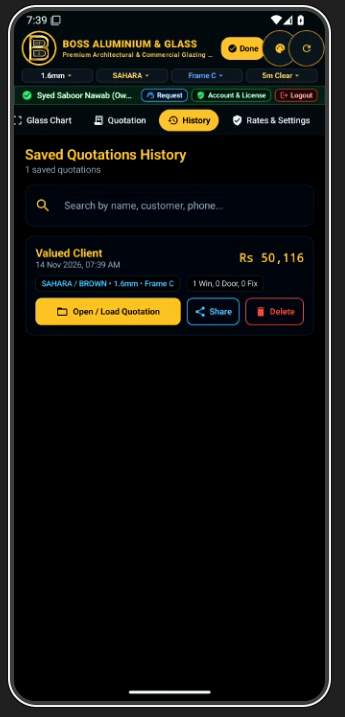 7:39
BOSS ALUMINIUM & GLASS
Premium Architectural & Commercial Glazing ...
Done
1.6mm
SAHARA
Frame C
5m Clear
Syed Saboor Nawab (Ow...
Request
Account & License
Logout
Glass Chart
Quotation
History
Rates & Settings
Saved Quotations History
1 saved quotations
Search by name, customer, phone...
Valued Client
Rs 50,116
14 Nov 2026, 07:39 AM
SAHARA / BROWN • 1.6mm • Frame C
1 Win, 0 Door, 0 Fix
Open / Load Quotation
Share
Delete